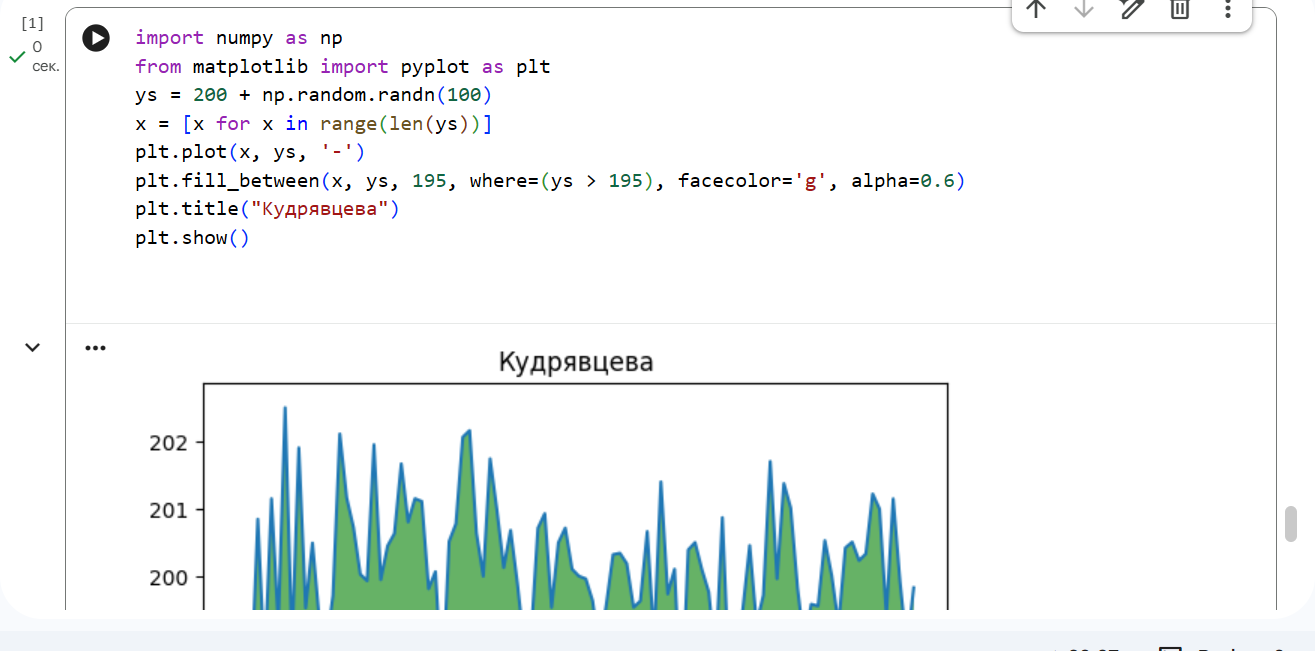 [1]
0
сек.
import numpy as np
from matplotlib import pyplot as plt
ys = 200 + np.random.randn(100)
x = [x for x in range(len(ys))]
plt.plot(x, ys, '-')
plt.fill_between(x, ys, 195, where=(ys > 195), facecolor='g', alpha=0.6)
plt.title("Кудрявцева")
plt.show()
Кудрявцева
202
201
200